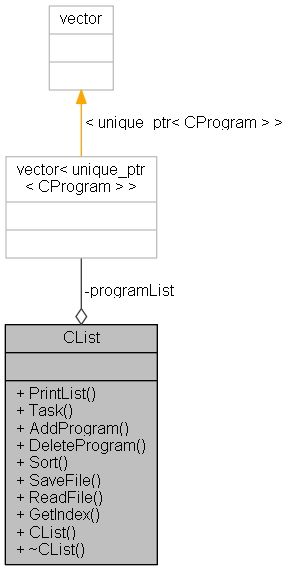 vector
< unique_ptr< CProgram > >
vector< unique_ptr
< CProgram > >
-programList
CList
+ PrintList()
+ Task()
+ AddProgram()
+ DeleteProgram()
+ Sort()
+ SaveFile()
+ ReadFile()
+ GetIndex()
+ CList()
+ ~CList()